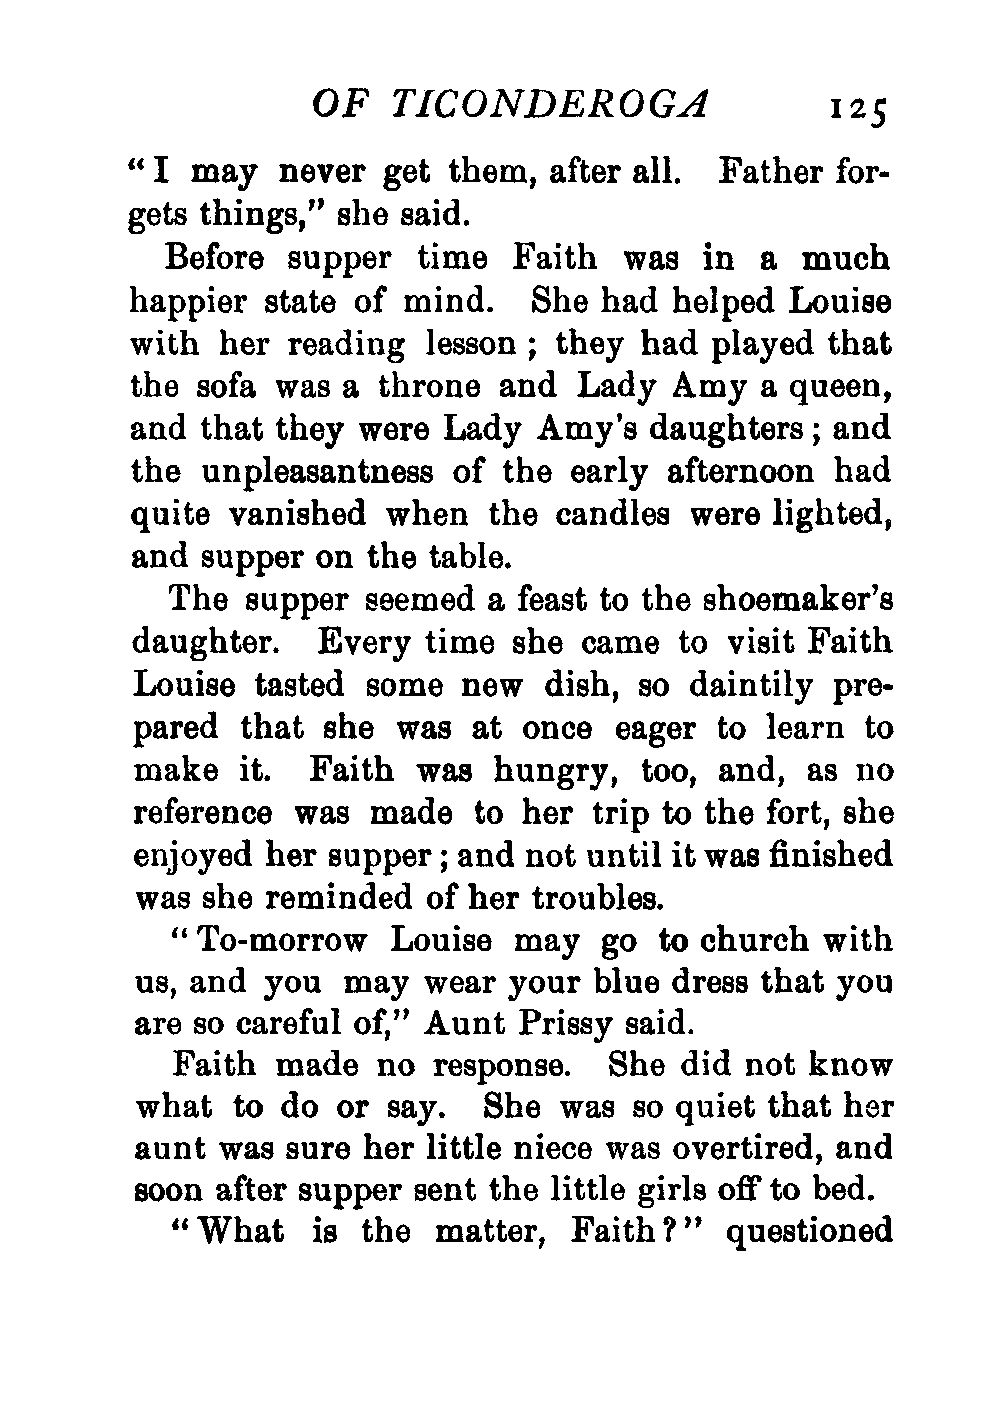 OF TICONDEROGA 125
“ I may never get them, after all. Father for-
gets things,” she said.
Before supper time Faith was in a much
happier state of mind. She had helped Louise
with her reading lesson ; they had played that
the sofa was a throne and Lady Amy a queen,
and that they were Lady Amy’s daughters ; and
the unpleasantness of the early afternoon had
quite vanished when the candles were lighted,
and supper on the table.
The supper seemed a feast to the shoemaker’s
daughter. Every time she came to visit Faith
Louise tasted some new dish, so daintily pre-
pared that she was at once eager to learn to
make it. Faith was hungry, too, and, as no
reference was made to her trip to the fort, she
enjoyed her supper ; and not until it was finished
was she reminded of her troubles.
“ To-morrow Louise may go to church with
us, and you may wear your blue dress that you
are so careful of,” Aunt Prissy said.
Faith made no response. She did not know
what to do or say. She was so quiet that her
aunt was sure her little niece was overtired, and
soon after supper sent the little girls off to bed.
“ What is the matter, Faith ? ” questioned